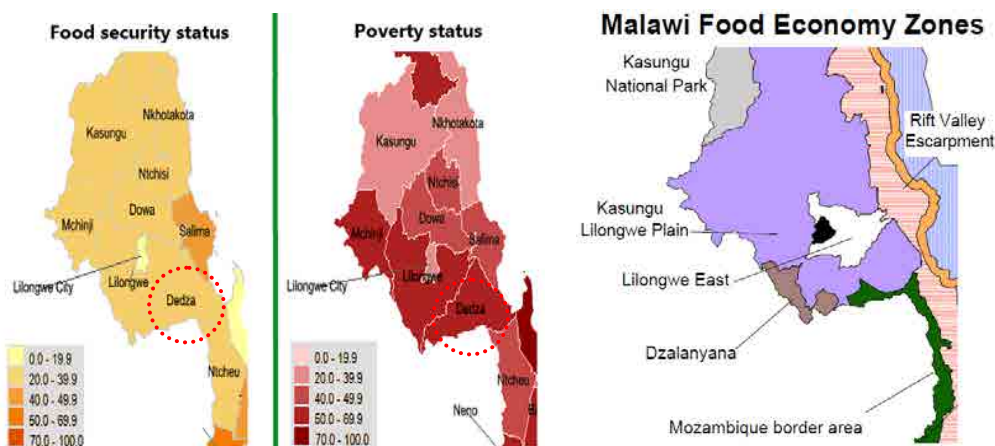 Food security status
Kasungu
Nkhotakota
Ntchisi
Dowa
Mchinji
Salima
Lilongwe
Lilongwe City
Dedza
Ntcheu
0.0 - 19.9
20.0 - 39.9
40.0 - 49.9
50.0 - 69.9
70.0 - 100.0
Poverty status
Nkhotakota
Kasungu
Ntchisi
Dowa
Mchinji
Salima
Lilongwe
Lilongwe City
Dedza
Ntcheu
Neno
0.0 - 19.9
20.0 - 39.9
40.0 - 49.9
50.0 - 69.9
70.0 - 100.0
Malawi Food Economy Zones
Kasungu
National Park
Rift Valley
Escarpment
Kasungu
Lilongwe Plain
Lilongwe East
Dzalanyana
Mozambique border area